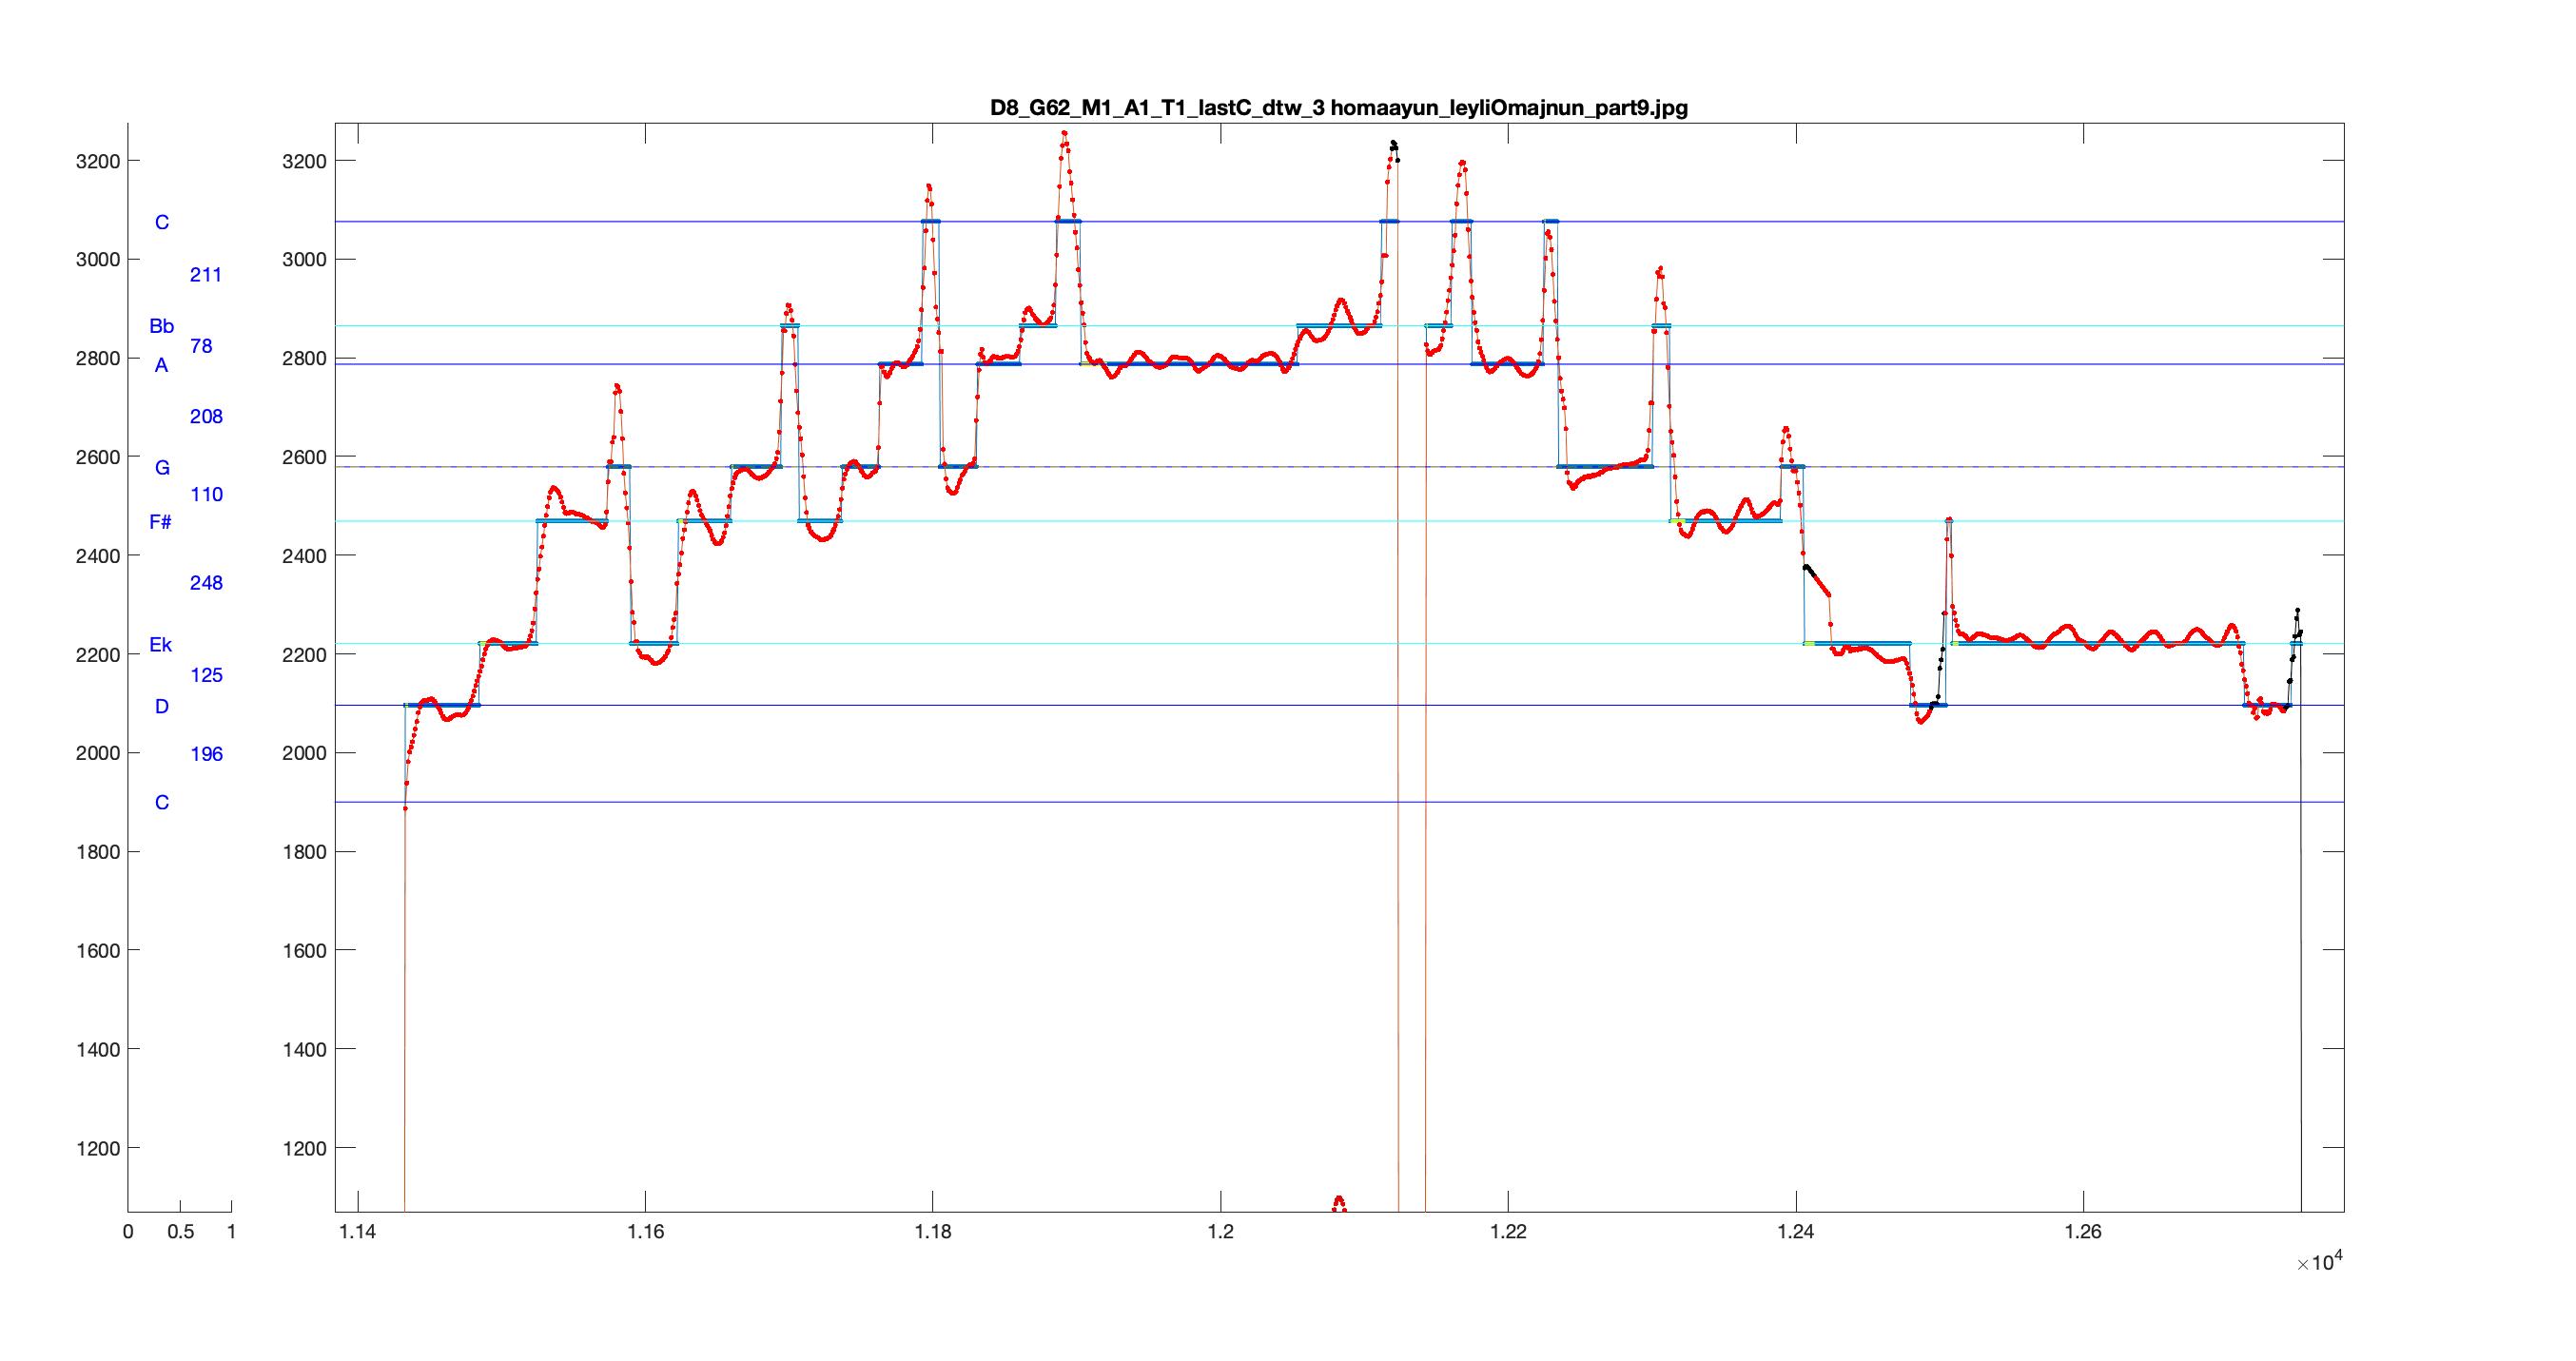 D8_G62_M1_A1_T1_lastC_dtw_3 homaayun_leyliOmajnun_part9.jpg
3200 3200
C
3000 211 3000
Bb
78
2800 A 2800
208
2600 G 2600
110
F#
2400 2400
248
Ek
2200 125 2200
D
2000 196 2000
C
1800 1800
1600 1600
1400 1400
1200 1200
0 0.5 1 1.14 1.16 1.18 1.2 1.22 1.24 1.26
×10^4